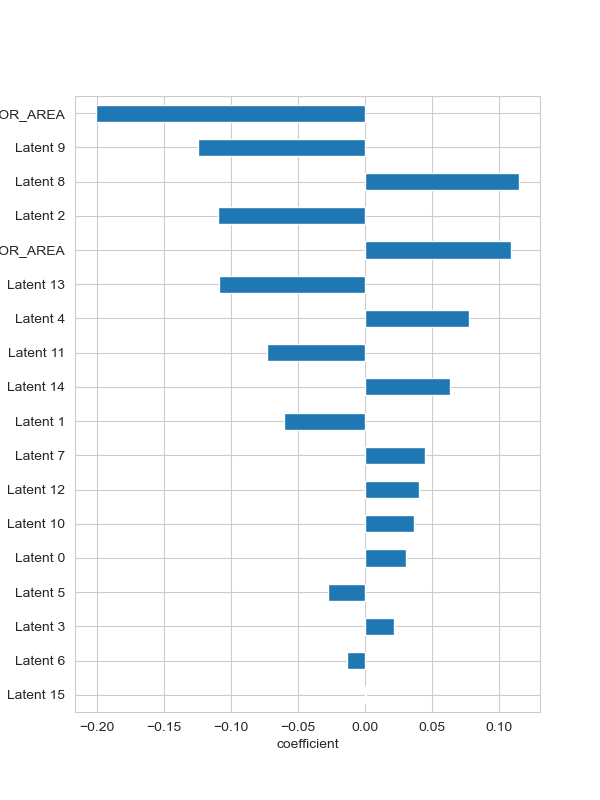 OR_AREA
Latent 9
Latent 8
Latent 2
OR_AREA
Latent 13
Latent 4
Latent 11
Latent 14
Latent 1
Latent 7
Latent 12
Latent 10
Latent 0
Latent 5
Latent 3
Latent 6
Latent 15
−0.20 −0.15 −0.10 −0.05 0.00 0.05 0.10
coefficient